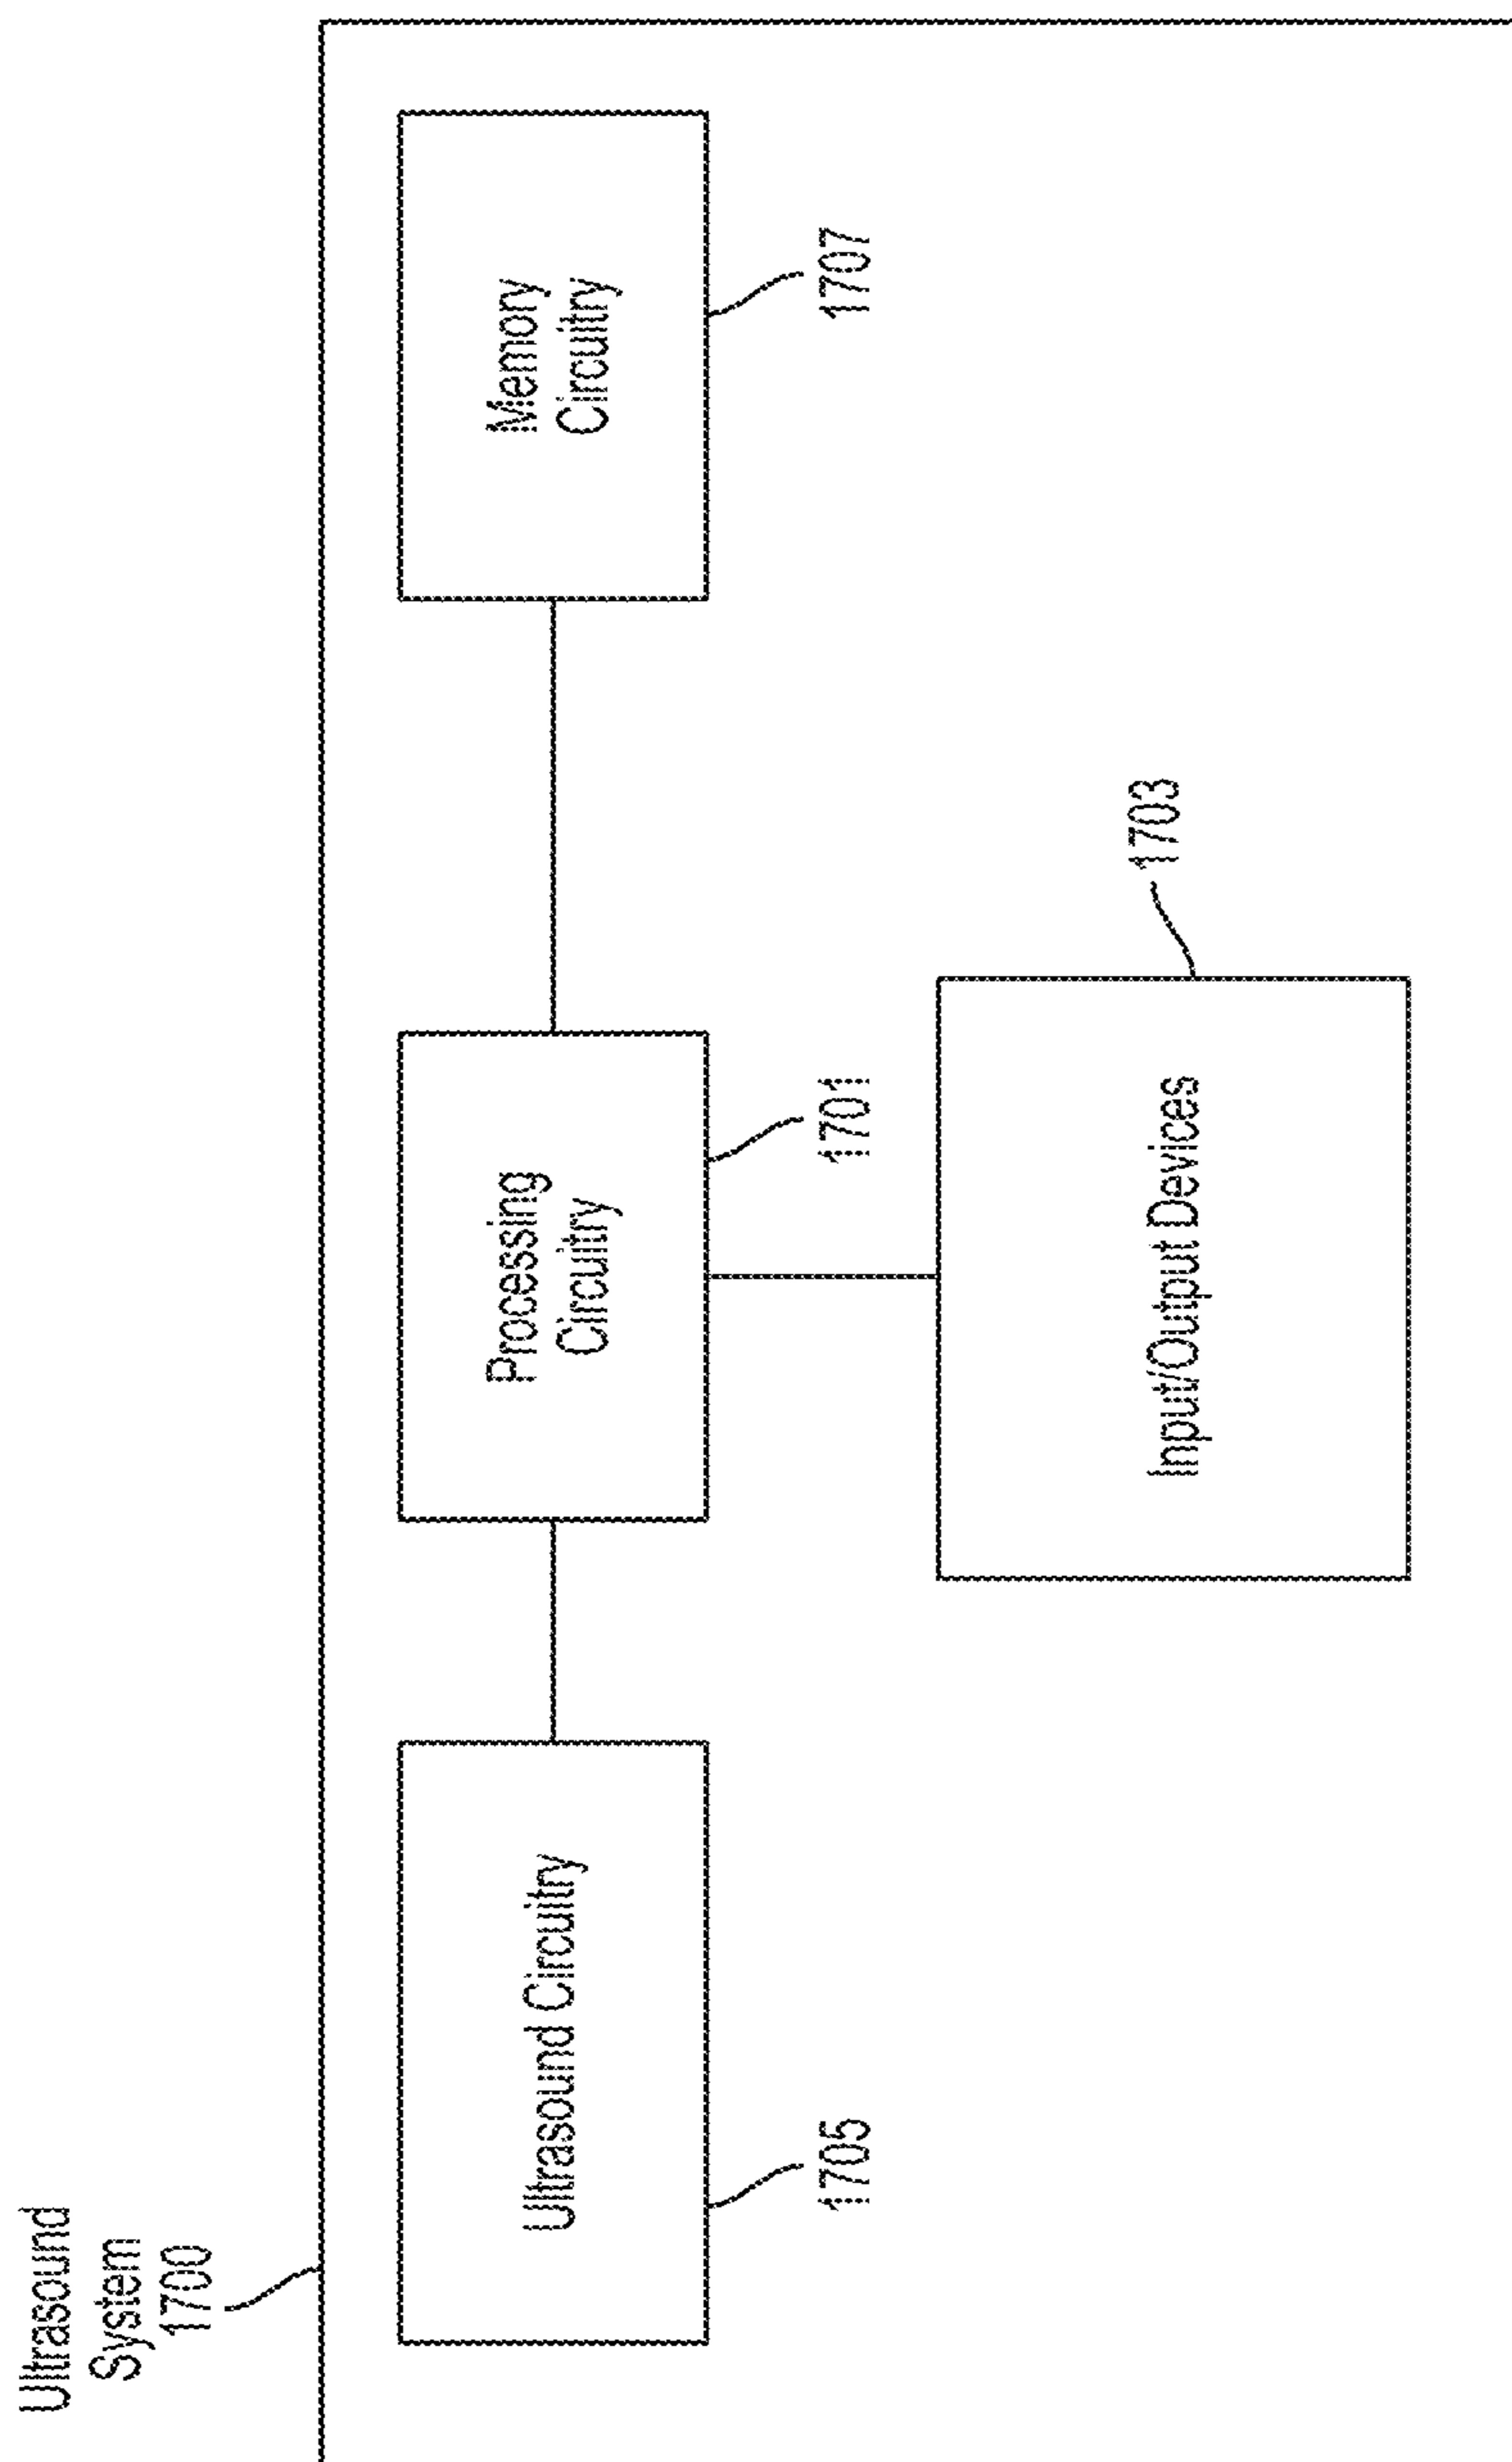 Ultrasound
System
1700
Ultrasound Circuitry
1705
Processing
Circuitry
1701
Memory
Circuitry
1707
Input/Output Devices
1703